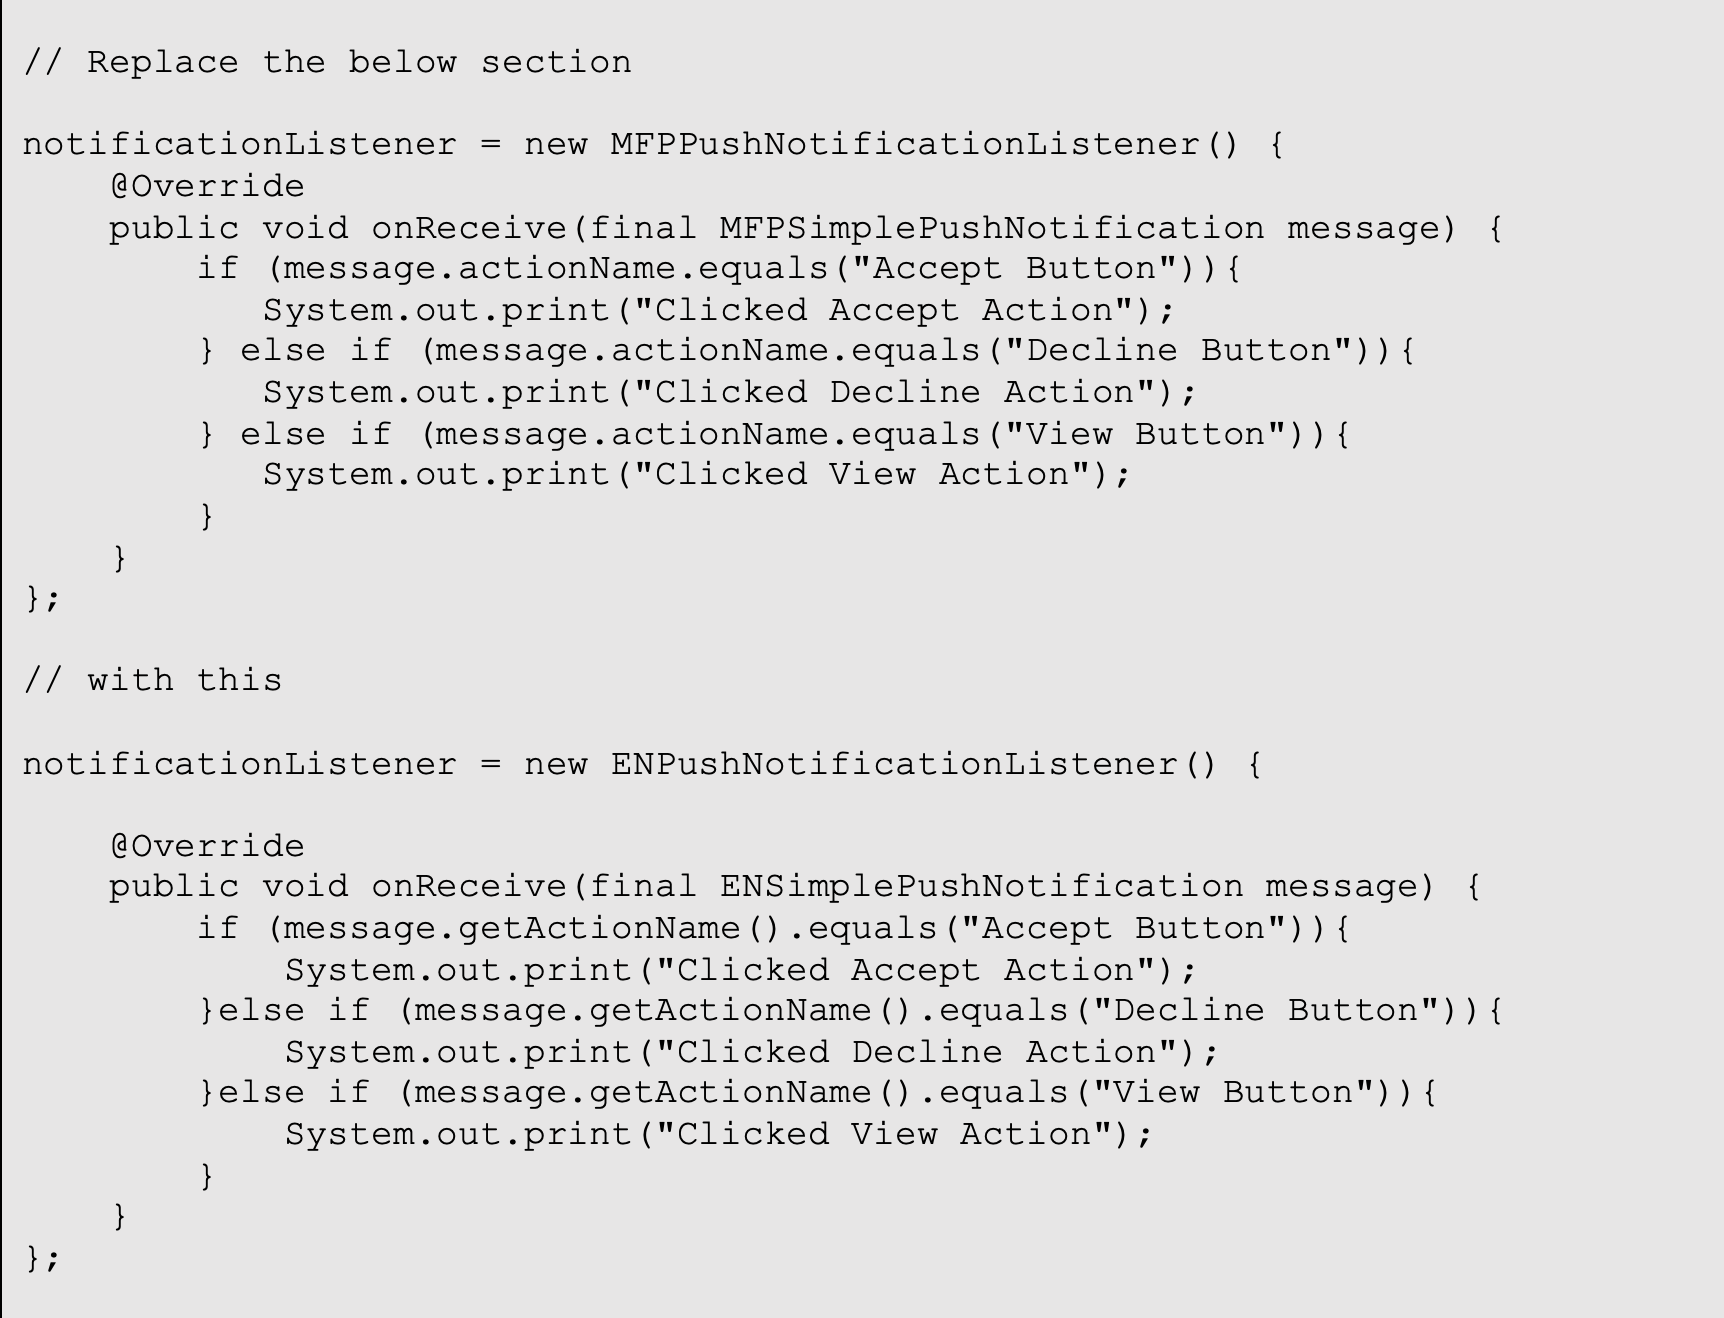 // Replace the below section
notificationListener = new MFPPushNotificationListener() {
    @Override
    public void onReceive(final MFPSimplePushNotification message) {
        if (message.actionName.equals("Accept Button")){
           System.out.print("Clicked Accept Action");
        } else if (message.actionName.equals("Decline Button")){
           System.out.print("Clicked Decline Action");
        } else if (message.actionName.equals("View Button")){
           System.out.print("Clicked View Action");
        }
    }
};
// with this
notificationListener = new ENPushNotificationListener() {
    @Override
    public void onReceive(final ENSimplePushNotification message) {
        if (message.getActionName().equals("Accept Button")){
            System.out.print("Clicked Accept Action");
        }else if (message.getActionName().equals("Decline Button")){
            System.out.print("Clicked Decline Action");
        }else if (message.getActionName().equals("View Button")){
            System.out.print("Clicked View Action");
        }
    }
};